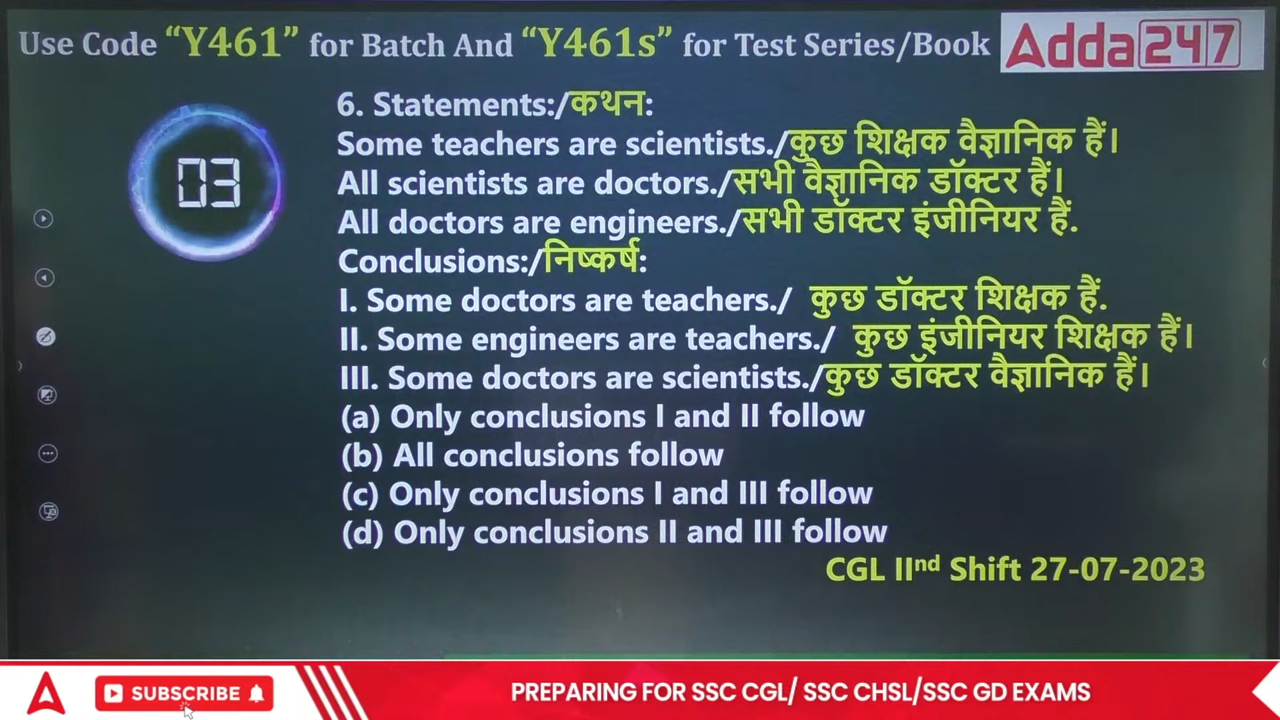 Use Code “Y461” for Batch And “Y461s” for Test Series/Book
Adda247
03
6. Statements:/कथन:
Some teachers are scientists./कुछ शिक्षक वैज्ञानिक हैं।
All scientists are doctors./सभी वैज्ञानिक डॉक्टर हैं।
All doctors are engineers./सभी डॉक्टर इंजीनियर हैं.
Conclusions:/निष्कर्ष:
I. Some doctors are teachers./ कुछ डॉक्टर शिक्षक हैं.
II. Some engineers are teachers./ कुछ इंजीनियर शिक्षक हैं।
III. Some doctors are scientists./कुछ डॉक्टर वैज्ञानिक हैं।
(a) Only conclusions I and II follow
(b) All conclusions follow
(c) Only conclusions I and III follow
(d) Only conclusions II and III follow
CGL IInd Shift 27-07-2023
SUBSCRIBE
PREPARING FOR SSC CGL/ SSC CHSL/SSC GD EXAMS